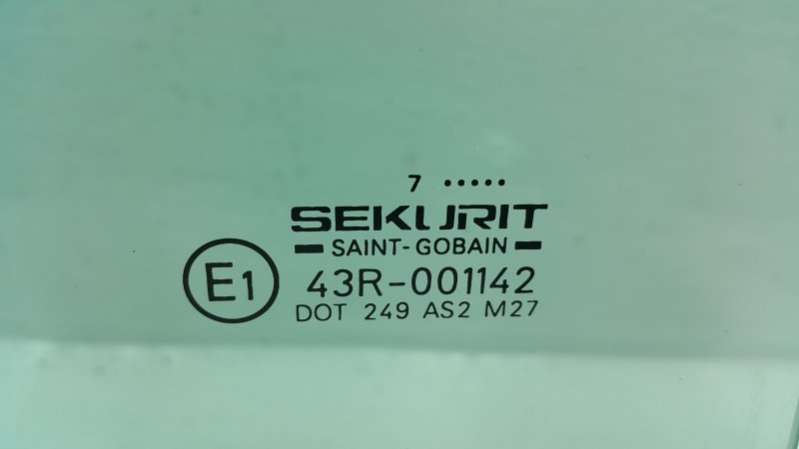 7 •••••
SEKURIT
SAINT-GOBAIN
E1
43R-001142
DOT 249 AS2 M27